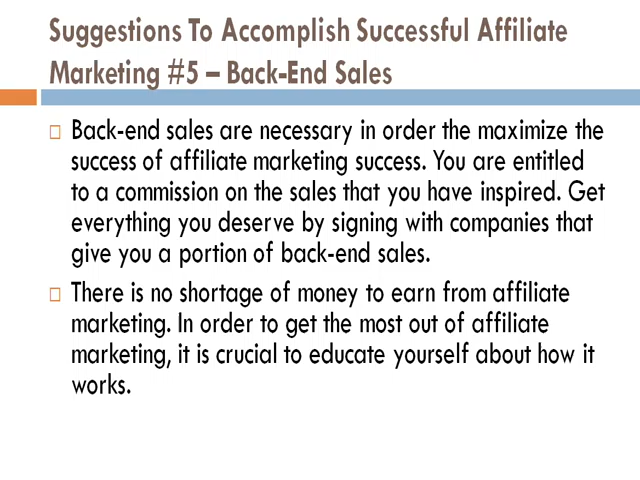 Suggestions To Accomplish Successful Affiliate
Marketing #5 – Back-End Sales
Back-end sales are necessary in order the maximize the
success of affiliate marketing success. You are entitled
to a commission on the sales that you have inspired. Get
everything you deserve by signing with companies that
give you a portion of back-end sales.
There is no shortage of money to earn from affiliate
marketing. In order to get the most out of affiliate
marketing, it is crucial to educate yourself about how it
works.